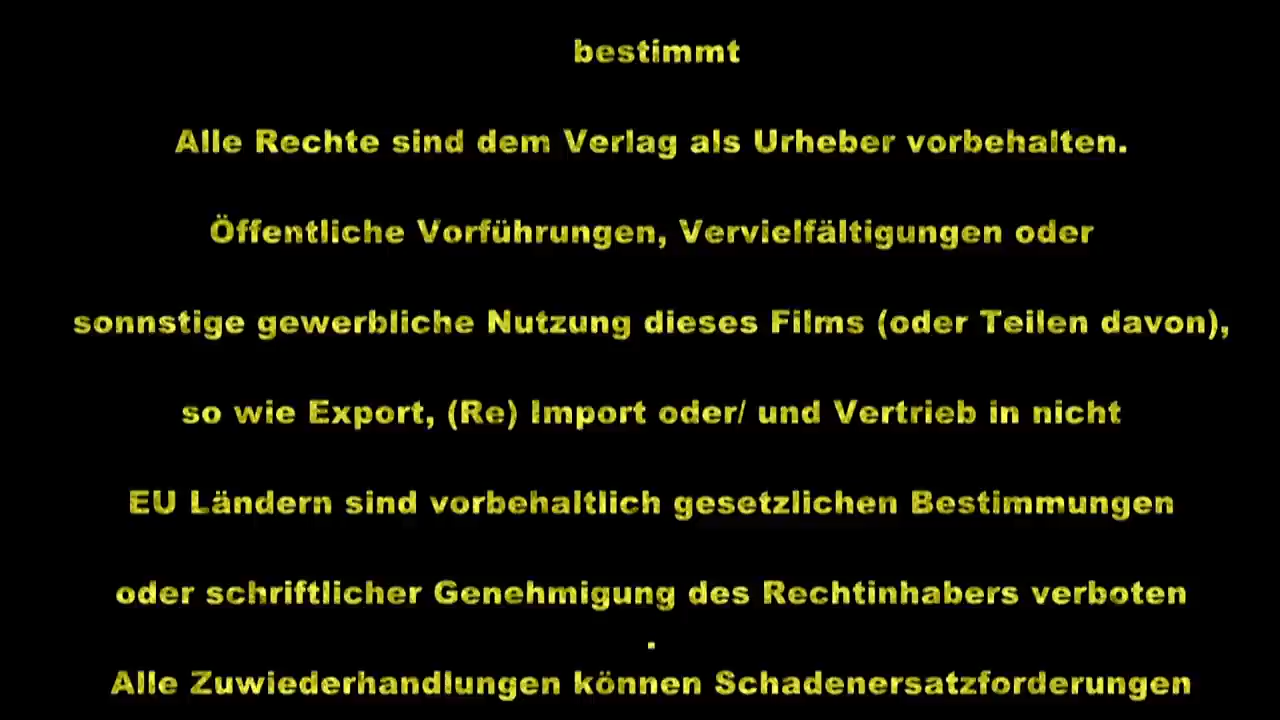 bestimmt
Alle Rechte sind dem Verlag als Urheber vorbehalten.
Öffentliche Vorführungen, Vervielfältigungen oder
sonnstige gewerbliche Nutzung dieses Films (oder Teilen davon),
so wie Export, (Re) Import oder/ und Vertrieb in nicht
EU Ländern sind vorbehaltlich gesetzlichen Bestimmungen
oder schriftlicher Genehmigung des Rechtinhabers verboten
.
Alle Zuwiederhandlungen können Schadenersatzforderungen